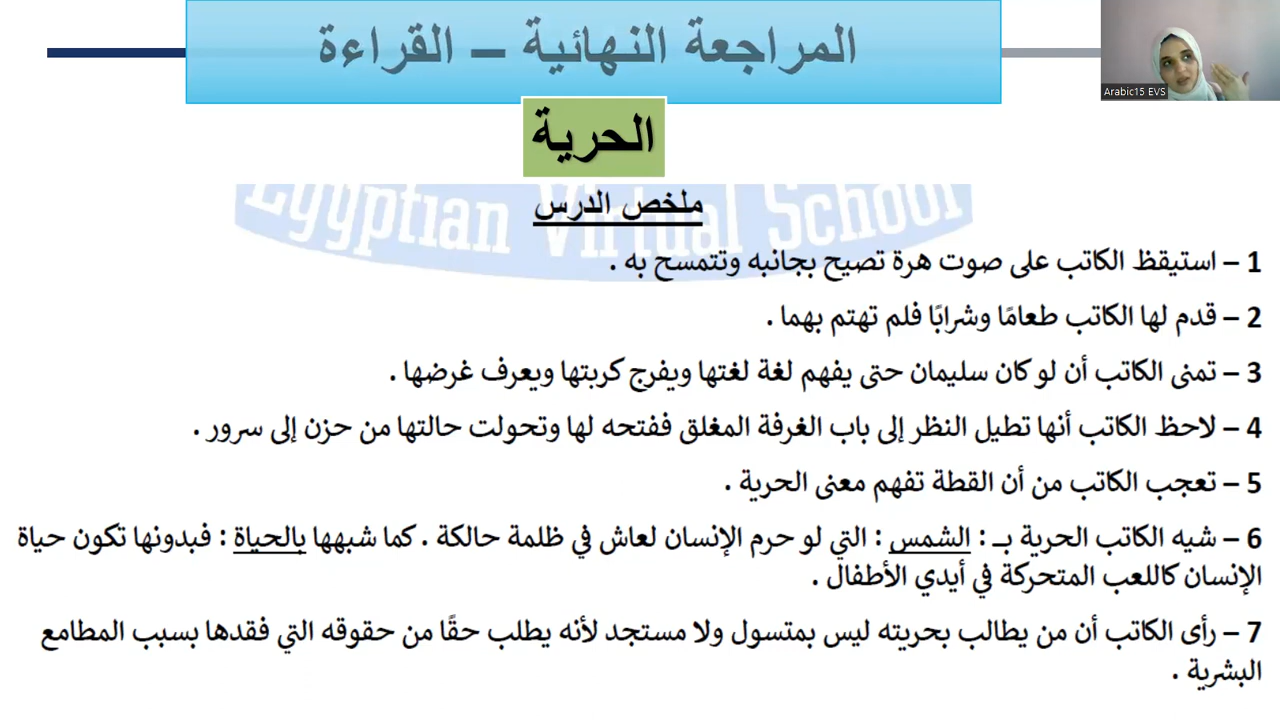 المراجعة النهائية – القراءة
Arabic15 EVS
الحرية
Egyptian Virtual School
ملخص الدرس
1 – استيقظ الكاتب على صوت هرة تصيح بجانبه وتتمسح به .
2 – قدم لها الكاتب طعامًا وشرابًا فلم تهتم بهما .
3 – تمنى الكاتب أن لو كان سليمان حتى يفهم لغة لغتها ويفرج كربتها ويعرف غرضها .
4 – لاحظ الكاتب أنها تطيل النظر إلى باب الغرفة المغلق ففتحه لها وتحولت حالتها من حزن إلى سرور .
5 – تعجب الكاتب من أن القطة تفهم معنى الحرية .
6 – شيه الكاتب الحرية بـ : الشمس : التي لو حرم الإنسان لعاش في ظلمة حالكة . كما شبهها بالحياة : فبدونها تكون حياة
الإنسان كاللعب المتحركة في أيدي الأطفال .
7 – رأى الكاتب أن من يطالب بحريته ليس بمتسول ولا مستجد لأنه يطلب حقًا من حقوقه التي فقدها بسبب المطامع
البشرية .